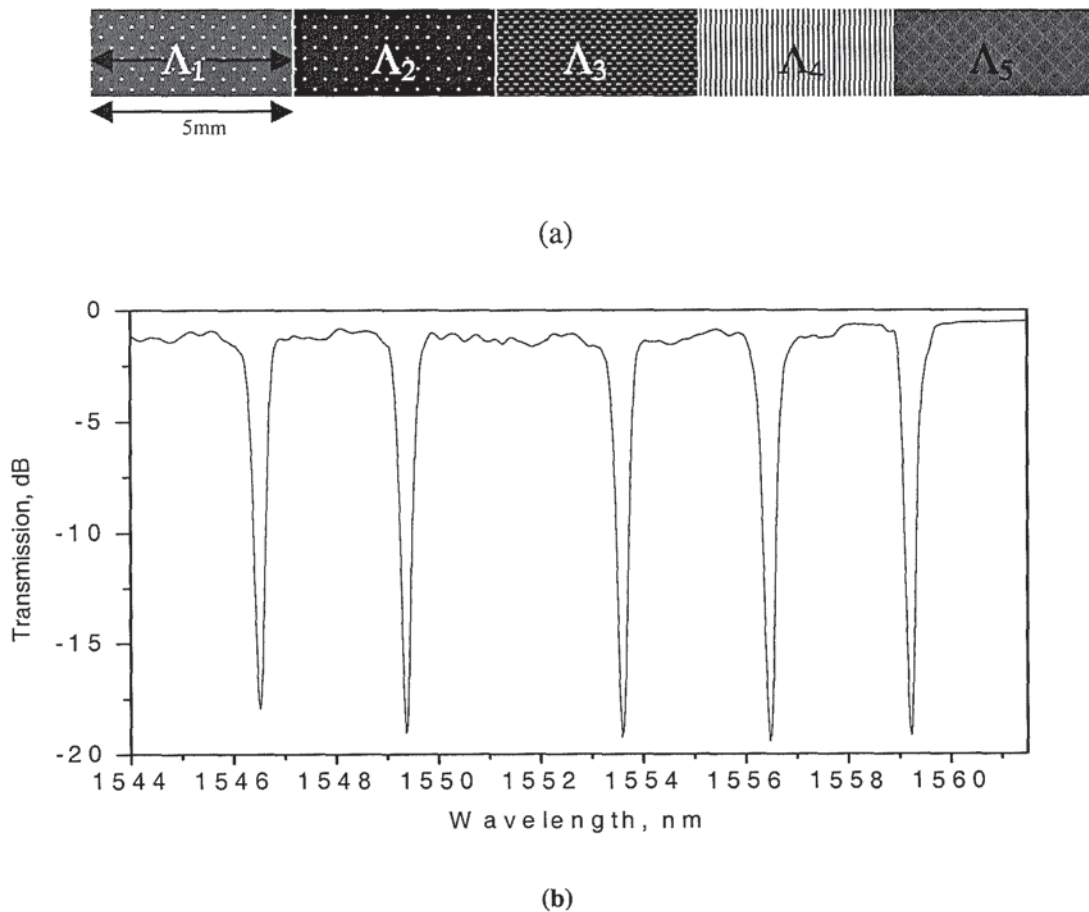 Λ1 Λ2 Λ3 Λ4 Λ5
5mm
(a)
0
-5
-10
-15
-20
Transmission, dB
1544 1546 1548 1550 1552 1554 1556 1558 1560
Wavelength, nm
(b)